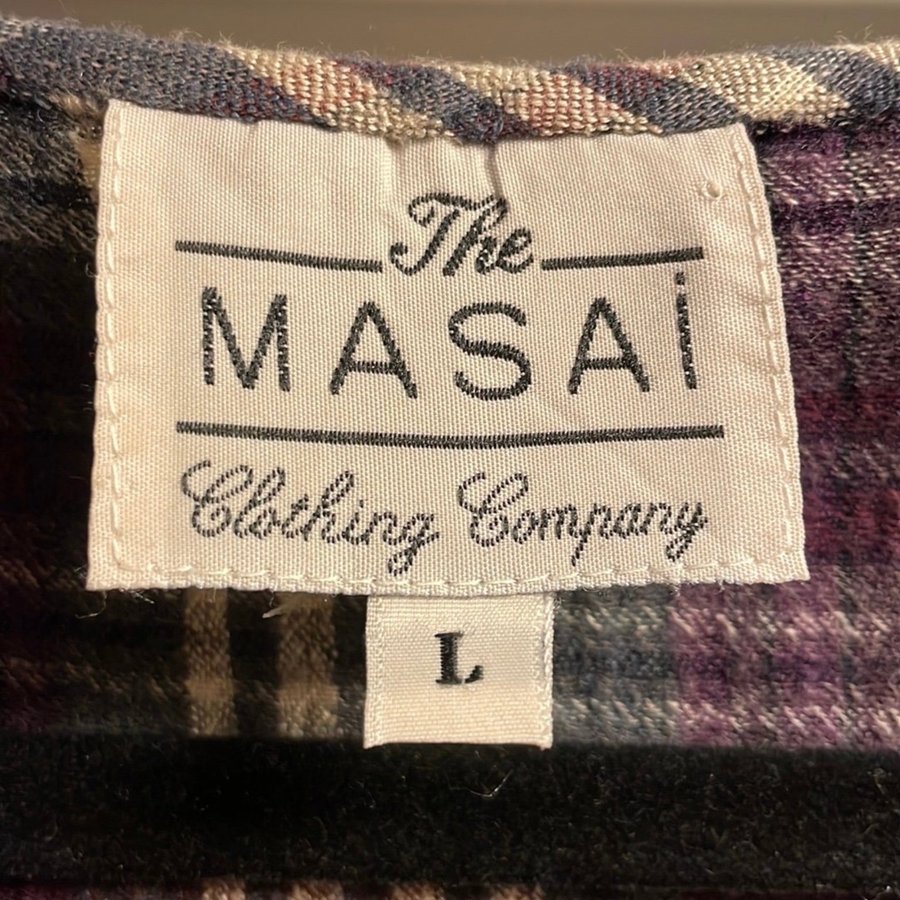 The
MASAi
Clothing Company
L